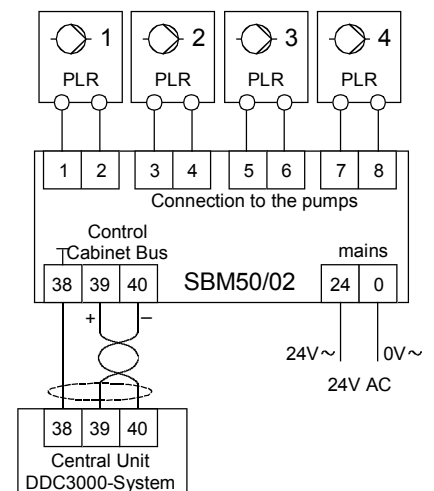 1 2 3 4
PLR PLR PLR PLR
1 2 3 4 5 6 7 8
Connection to the pumps
Control
Cabinet Bus
mains
38 39 40 SBM50/02 24 0
+ –
24V~ 0V~
24V AC
38 39 40
Central Unit
DDC3000-System